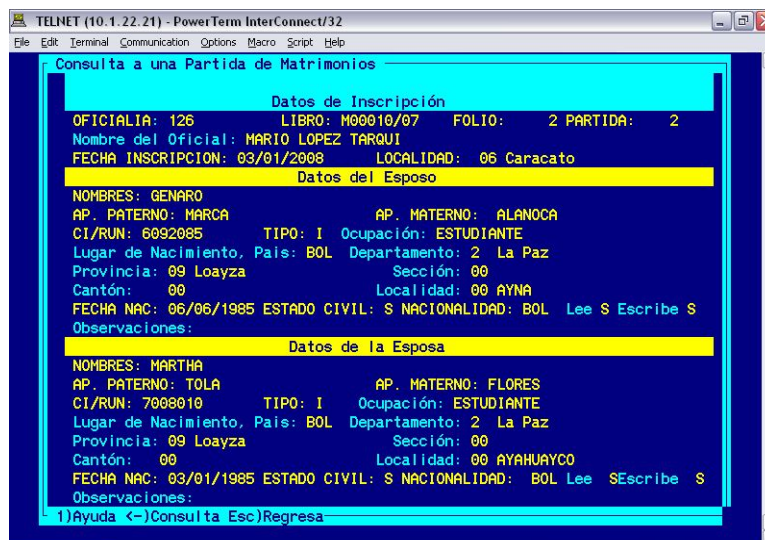 TELNET (10.1.22.21) - PowerTerm InterConnect/32
File Edit Terminal Communication Options Macro Script Help
Consulta a una Partida de Matrimonios
Datos de Inscripción
OFICIALIA: 126 LIBRO: M00010/07 FOLIO: 2 PARTIDA: 2
Nombre del Oficial: MARIO LOPEZ TARQUI
FECHA INSCRIPCION: 03/01/2008 LOCALIDAD: 06 Caracato
Datos del Esposo
NOMBRES: GENARO
AP. PATERNO: MARCA AP. MATERNO: ALANOCA
CI/RUN: 6092085 TIPO: I Ocupación: ESTUDIANTE
Lugar de Nacimiento, Pais: BOL Departamento: 2 La Paz
Provincia: 09 Loayza Sección: 00
Cantón: 00 Localidad: 00 AYNA
FECHA NAC: 06/06/1985 ESTADO CIVIL: S NACIONALIDAD: BOL Lee S Escribe S
Observaciones:
Datos de la Esposa
NOMBRES: MARTHA
AP. PATERNO: TOLA AP. MATERNO: FLORES
CI/RUN: 7008010 TIPO: I Ocupación: ESTUDIANTE
Lugar de Nacimiento, Pais: BOL Departamento: 2 La Paz
Provincia: 09 Loayza Sección: 00
Cantón: 00 Localidad: 00 AYAHUAYCO
FECHA NAC: 03/01/1985 ESTADO CIVIL: S NACIONALIDAD: BOL Lee SEscribe S
Observaciones:
1)Ayuda <-)Consulta Esc)Regresa